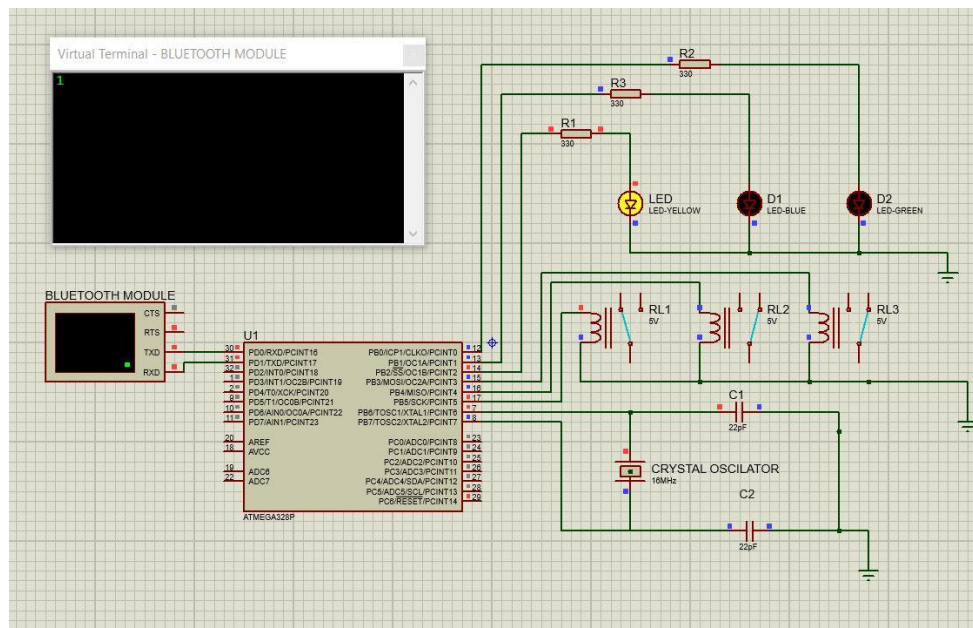 Virtual Terminal - BLUETOOTH MODULE
1
R2
330
R3
330
R1
330
LED
LED-YELLOW
D1
LED-BLUE
D2
LED-GREEN
BLUETOOTH MODULE
CTS
RTS
TXD
RXD
RL1
5V
RL2
5V
RL3
5V
U1
30 PD0/RXD/PCINT16
31 PD1/TXD/PCINT17
32 PD2/INT0/PCINT18
1 PD3/INT1/OC2B/PCINT19
2 PD4/T0/XCK/PCINT20
9 PD5/T1/OC0B/PCINT21
10 PD6/AIN0/OC0A/PCINT22
11 PD7/AIN1/PCINT23
20 AREF
18 AVCC
19 ADC6
22 ADC7
PB0/ICP1/CLKO/PCINT0 12
PB1/OC1A/PCINT1 13
PB2/SS/OC1B/PCINT2 14
PB3/MOSI/OC2A/PCINT3 15
PB4/MISO/PCINT4 16
PB5/SCK/PCINT5 17
PB6/TOSC1/XTAL1/PCINT6 7
PB7/TOSC2/XTAL2/PCINT7 8
PC0/ADC0/PCINT8 23
PC1/ADC1/PCINT9 24
PC2/ADC2/PCINT10 25
PC3/ADC3/PCINT11 26
PC4/ADC4/SDA/PCINT12 27
PC5/ADC5/SCL/PCINT13 28
PC6/RESET/PCINT14 29
ATMEGA328P
C1
22pF
CRYSTAL OSCILATOR
16MHz
C2
22pF